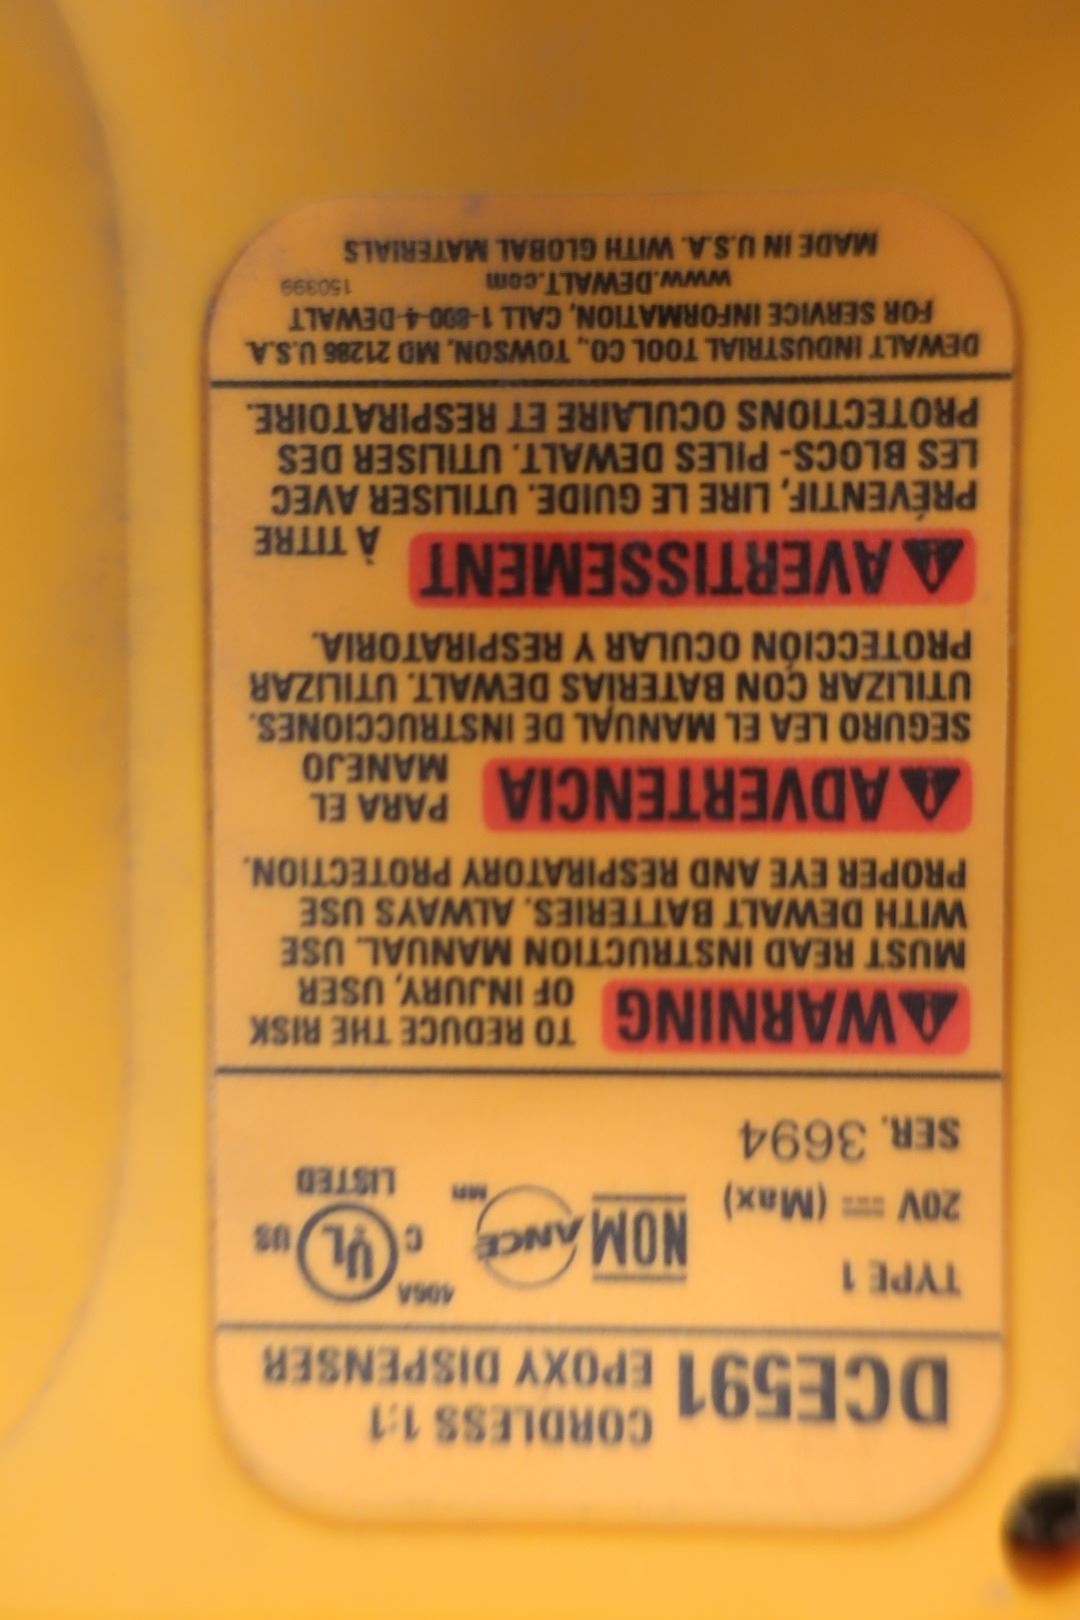 DCE591
CORDLESS 1:1
EPOXY DISPENSER
TYPE 1
20V ⎓ (Max)
SER. 3694
NOM
ANCE
MR
406A
C UL US
LISTED
⚠WARNING TO REDUCE THE RISK
OF INJURY, USER
MUST READ INSTRUCTION MANUAL. USE
WITH DEWALT BATTERIES. ALWAYS USE
PROPER EYE AND RESPIRATORY PROTECTION.
⚠ADVERTENCIA PARA EL
MANEJO
SEGURO LEA EL MANUAL DE INSTRUCCIONES.
UTILIZAR CON BATERÍAS DEWALT. UTILIZAR
PROTECCIÓN OCULAR Y RESPIRATORIA.
⚠AVERTISSEMENT À TITRE
PRÉVENTIF, LIRE LE GUIDE. UTILISER AVEC
LES BLOCS- PILES DEWALT. UTILISER DES
PROTECTIONS OCULAIRE ET RESPIRATOIRE.
DEWALT INDUSTRIAL TOOL CO., TOWSON, MD 21286 U.S.A.
FOR SERVICE INFORMATION, CALL 1-800-4-DEWALT
www.DEWALT.com 150399
MADE IN U.S.A. WITH GLOBAL MATERIALS